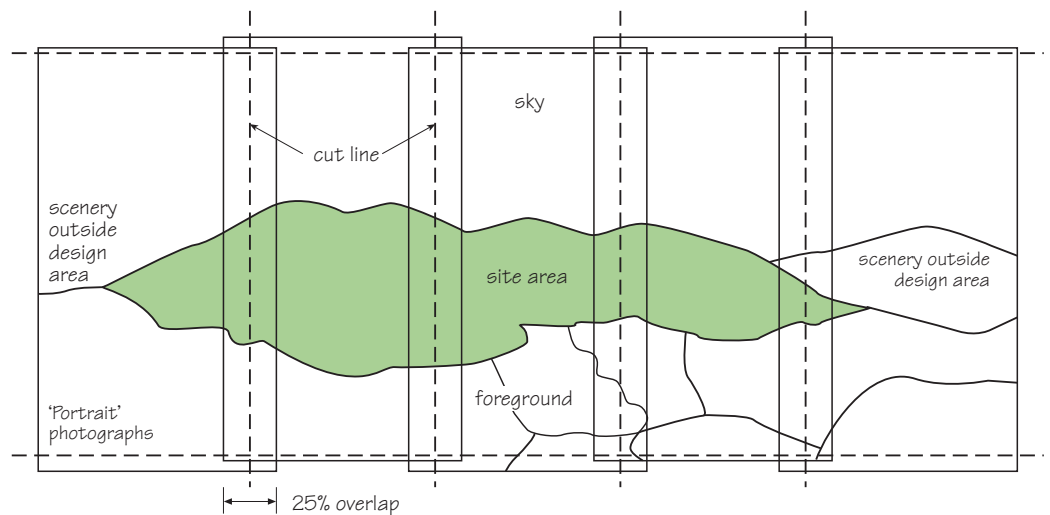 sky
cut line
scenery
outside
design
area
site area
scenery outside
design area
foreground
'Portrait'
photographs
25% overlap